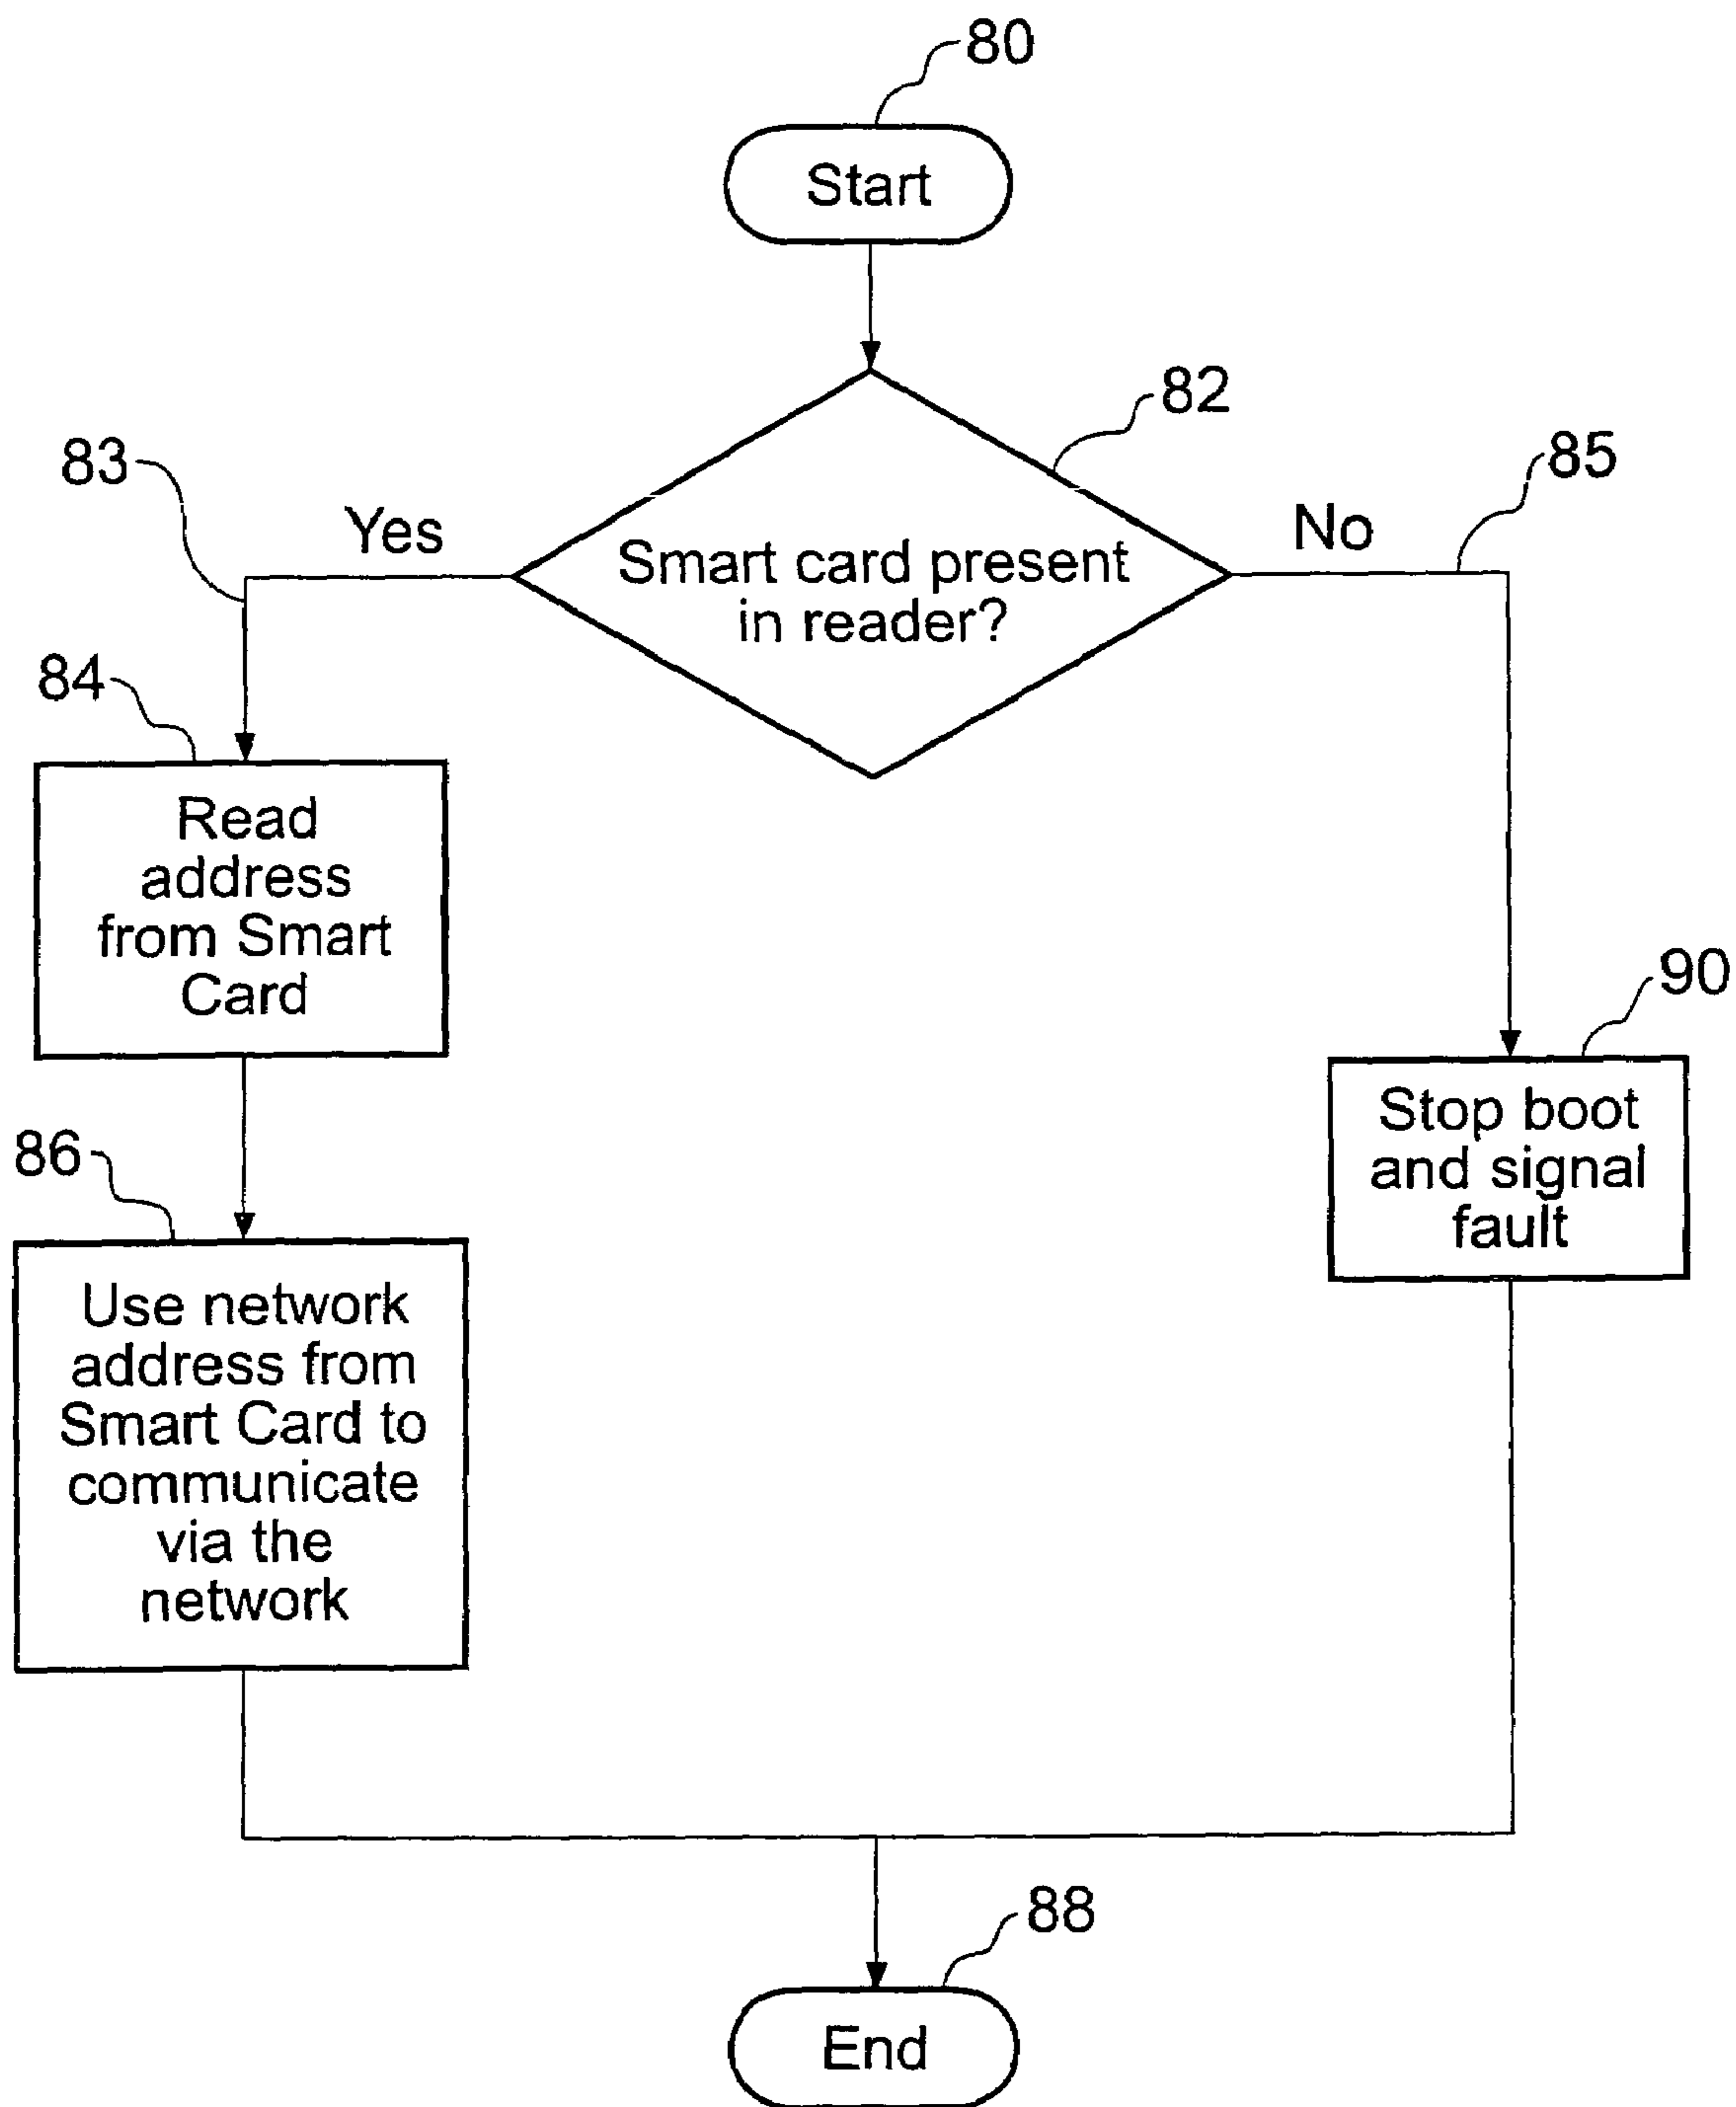 80
Start
82
83
85
Yes
No
Smart card present
in reader?
84
Read
address
from Smart
Card
90
Stop boot
and signal
fault
86
Use network
address from
Smart Card to
communicate
via the
network
88
End